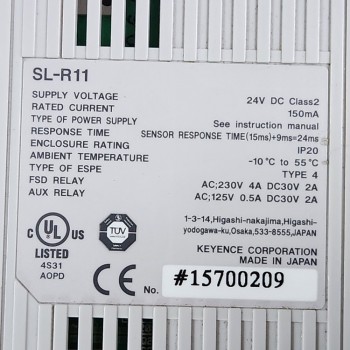 SL-R11
SUPPLY VOLTAGE 24V DC Class2
RATED CURRENT 150mA
TYPE OF POWER SUPPLY See instruction manual
RESPONSE TIME SENSOR RESPONSE TIME(15ms)+9ms=24ms
ENCLOSURE RATING IP20
AMBIENT TEMPERATURE -10°C to 55°C
TYPE OF ESPE TYPE 4
FSD RELAY AC;230V 4A DC30V 2A
AUX RELAY AC;125V 0.5A DC30V 2A
1-3-14,Higashi-nakajima,Higashi-
yodogawa-ku,Osaka,533-8555,JAPAN
KEYENCE CORPORATION
MADE IN JAPAN
C UL US
LISTED
4S31
AOPD
TÜV
CE No. #15700209